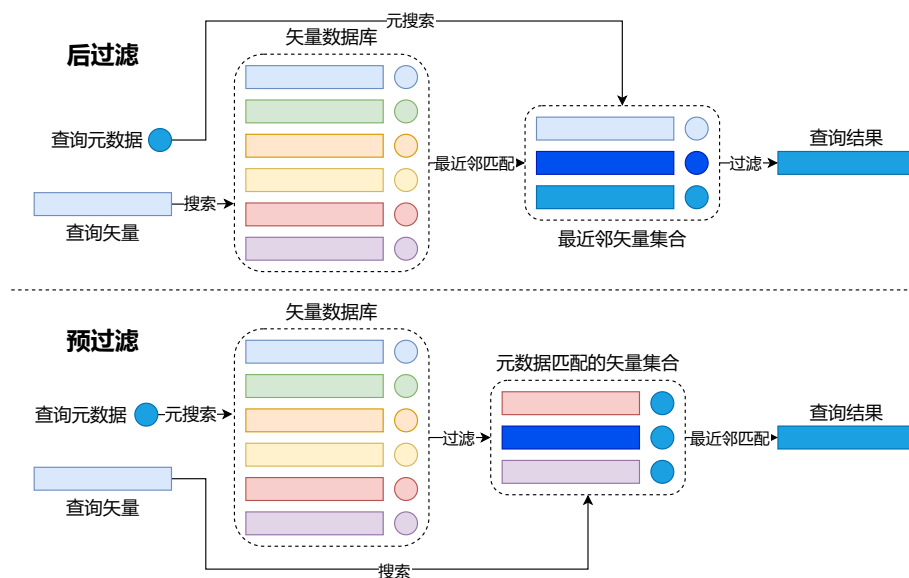 元搜索
矢量数据库
后过滤
查询元数据
最近邻匹配
过滤
查询结果
搜索
查询矢量
最近邻矢量集合
矢量数据库
预过滤
元数据匹配的矢量集合
查询元数据
元搜索
过滤
最近邻匹配
查询结果
查询矢量
搜索